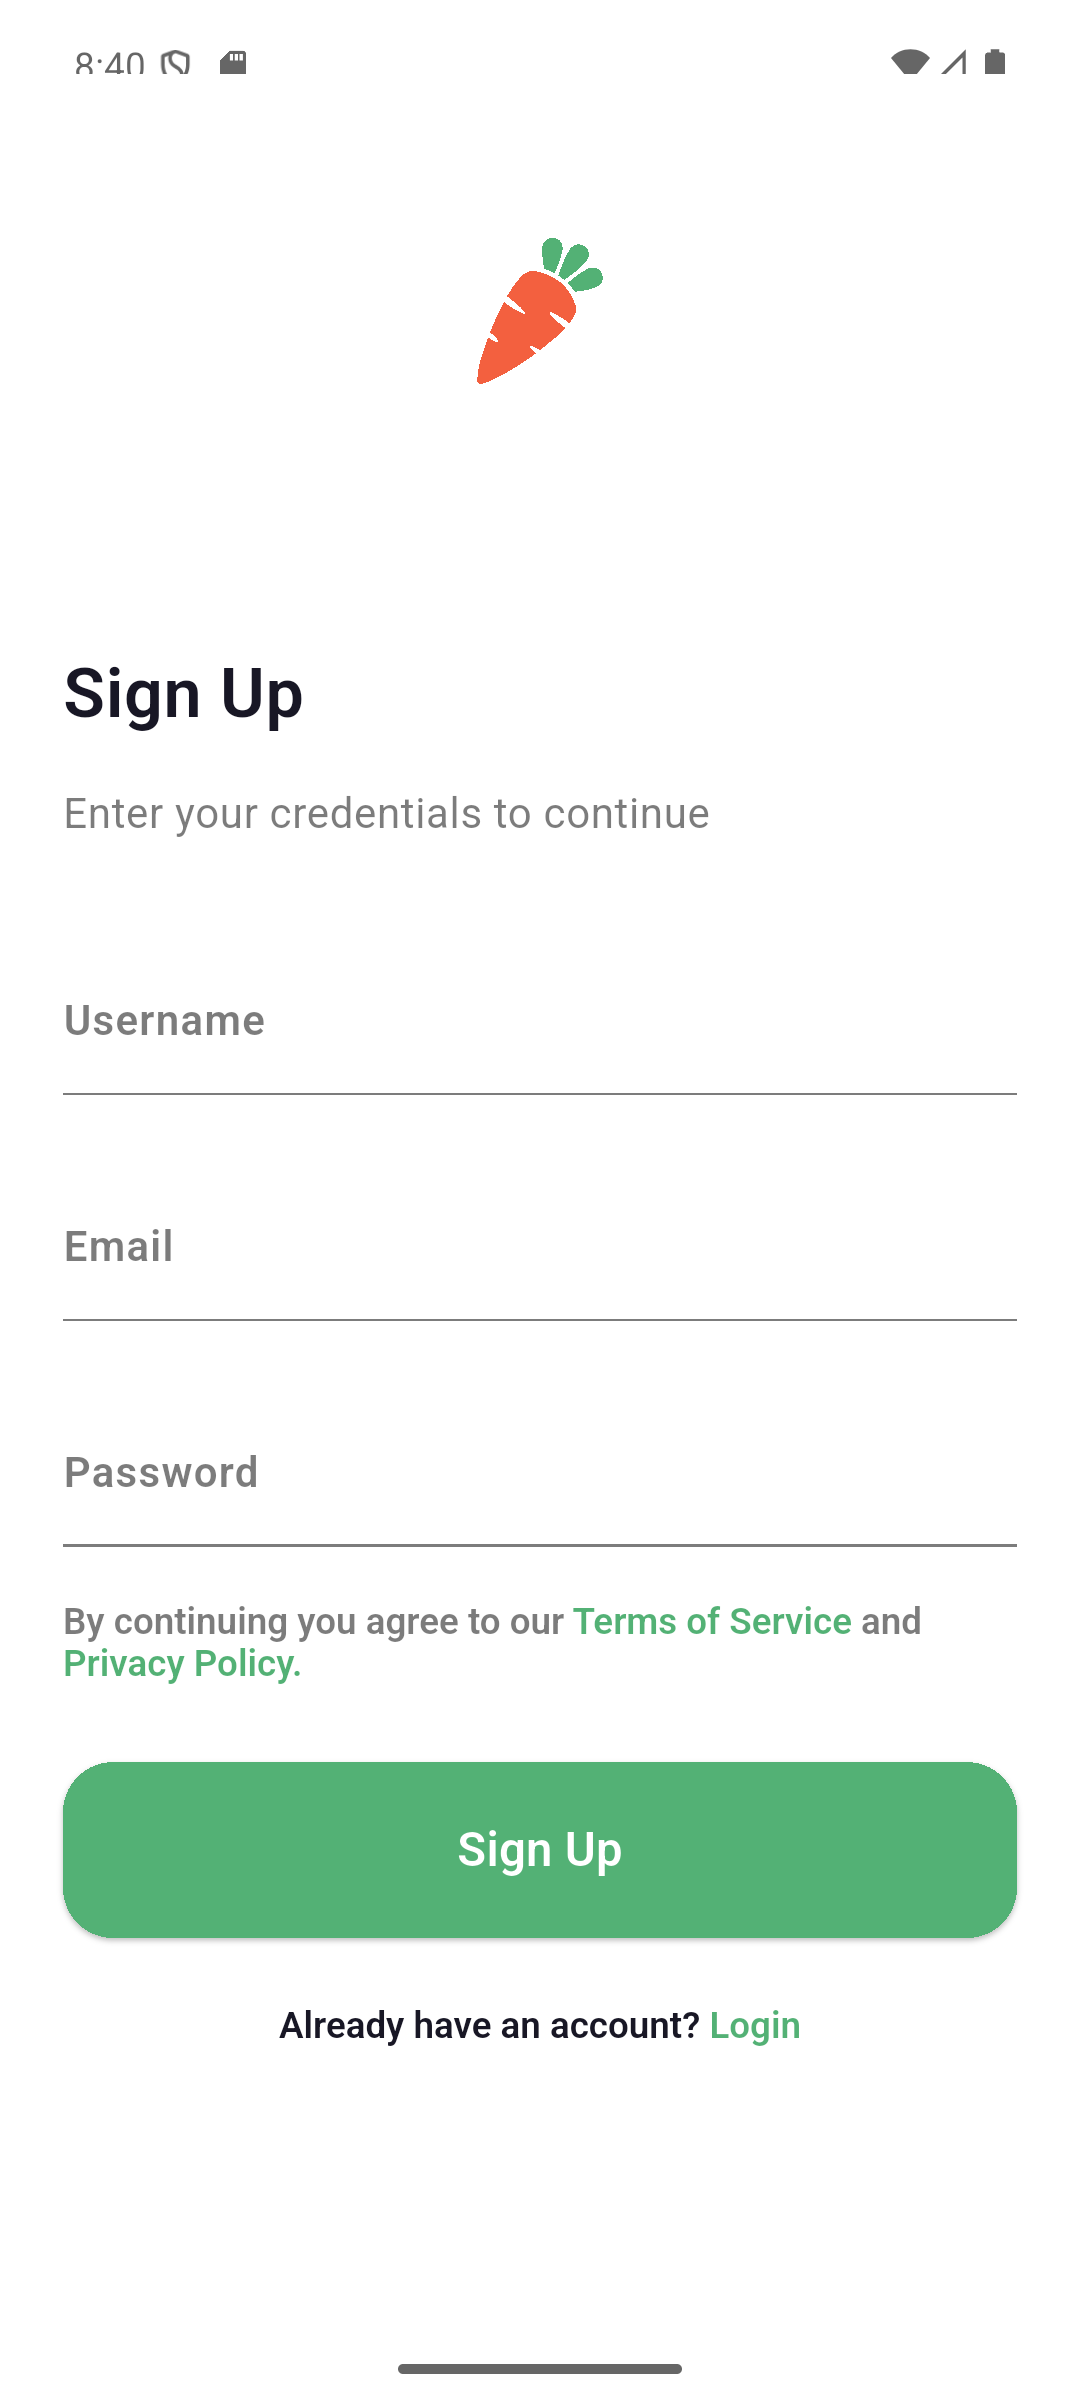 8:40
Sign Up
Enter your credentials to continue
Username
Email
Password
By continuing you agree to our Terms of Service and
Privacy Policy.
Sign Up
Already have an account? Login